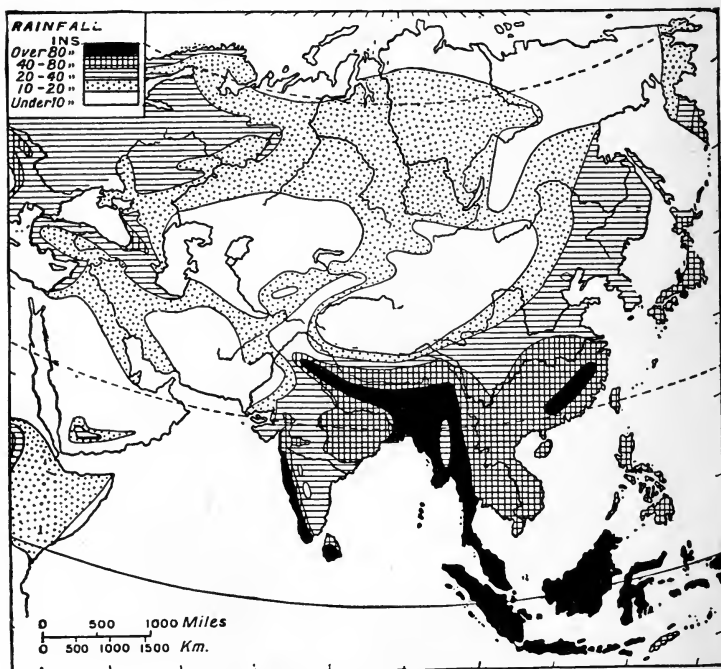 RAINFALL
INS.
Over 80 "
40-80 "
20-40 "
10-20 "
Under 10 "
0 500 1000 Miles
0 500 1000 1500 Km.